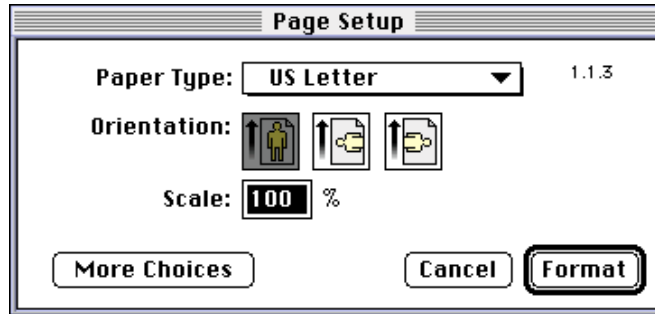 Page Setup
Paper Type: US Letter 1.1.3
Orientation:
Scale: 100 %
More Choices Cancel Format